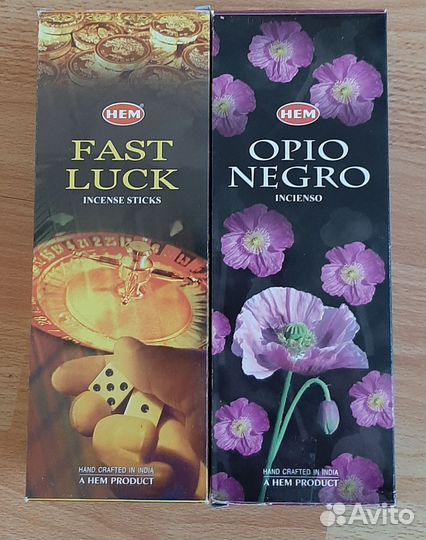 HEM
FAST
LUCK
INCENSE STICKS
HAND CRAFTED IN INDIA
A HEM PRODUCT
HEM
OPIO
NEGRO
INCIENSO
HAND CRAFTED IN INDIA
A HEM PRODUCT
Avito